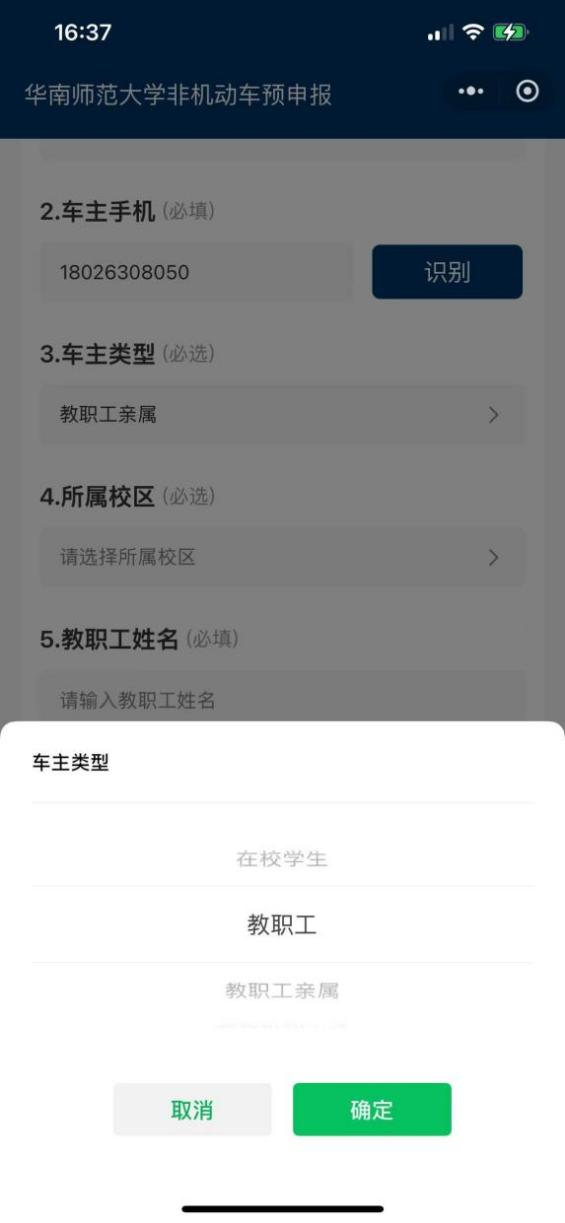 16:37
华南师范大学非机动车预申报
2.车主手机 (必填)
18026308050
识别
3.车主类型 (必选)
教职工亲属
4.所属校区 (必选)
请选择所属校区
5.教职工姓名 (必填)
请输入教职工姓名
车主类型
在校学生
教职工
教职工亲属
取消
确定